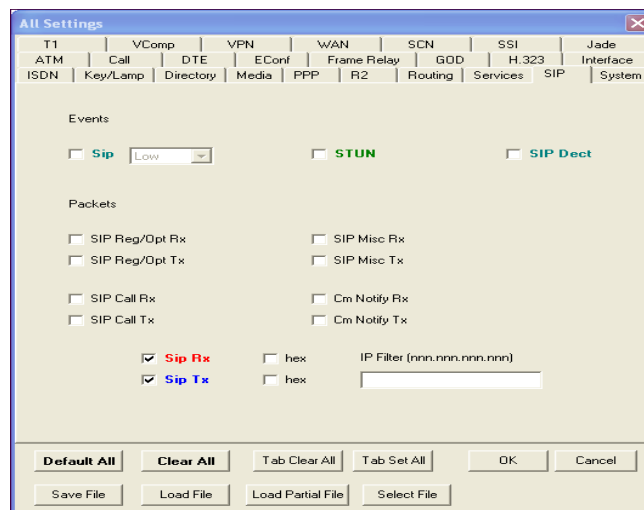 All Settings
T1 VComp VPN WAN SCN SSI Jade
ATM Call DTE EConf Frame Relay GOD H.323 Interface
ISDN Key/Lamp Directory Media PPP R2 Routing Services SIP System
Events
Sip Low STUN SIP Dect
Packets
SIP Reg/Opt Rx SIP Misc Rx
SIP Reg/Opt Tx SIP Misc Tx
SIP Call Rx Cm Notify Rx
SIP Call Tx Cm Notify Tx
Sip Rx hex IP Filter (nnn.nnn.nnn.nnn)
Sip Tx hex
Default All Clear All Tab Clear All Tab Set All OK Cancel
Save File Load File Load Partial File Select File